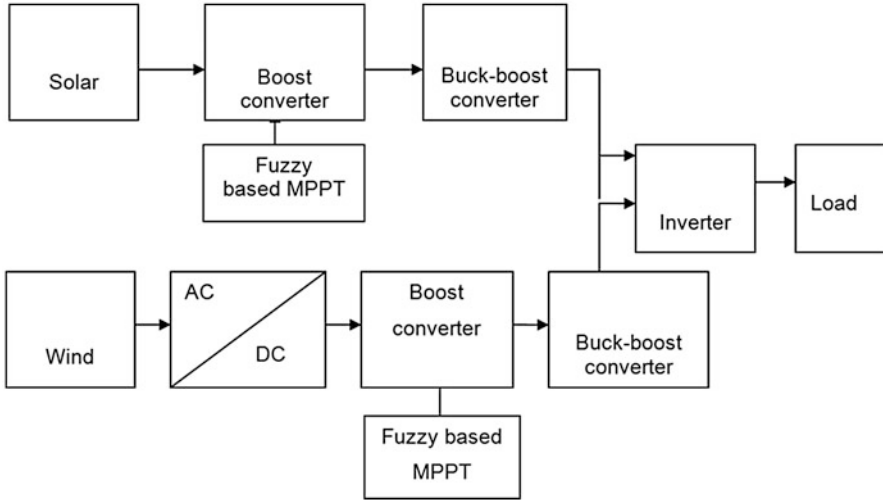 Solar
Boost
converter
Buck-boost
converter
Fuzzy
based MPPT
Inverter
Load
Wind
AC
DC
Boost
converter
Buck-boost
converter
Fuzzy based
MPPT